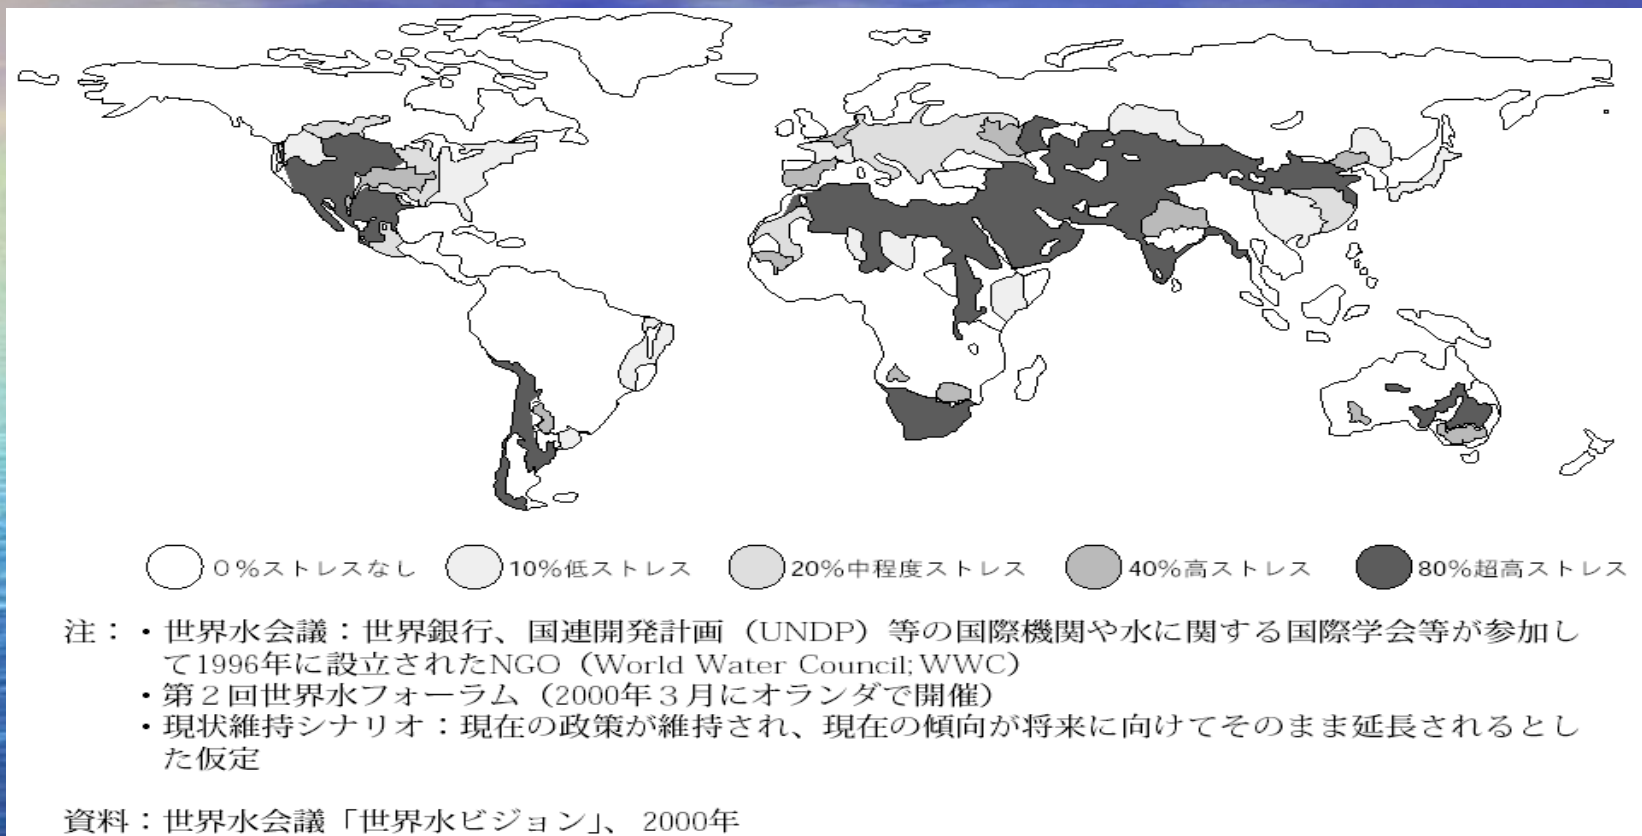 0%ストレスなし 10%低ストレス 20%中程度ストレス 40%高ストレス 80%超高ストレス
注：・世界水会議：世界銀行、国連開発計画（UNDP）等の国際機関や水に関する国際学会等が参加し
て1996年に設立されたNGO（World Water Council;WWC）
・第２回世界水フォーラム（2000年３月にオランダで開催）
・現状維持シナリオ：現在の政策が維持され、現在の傾向が将来に向けてそのまま延長されるとし
た仮定
資料：世界水会議「世界水ビジョン」、2000年